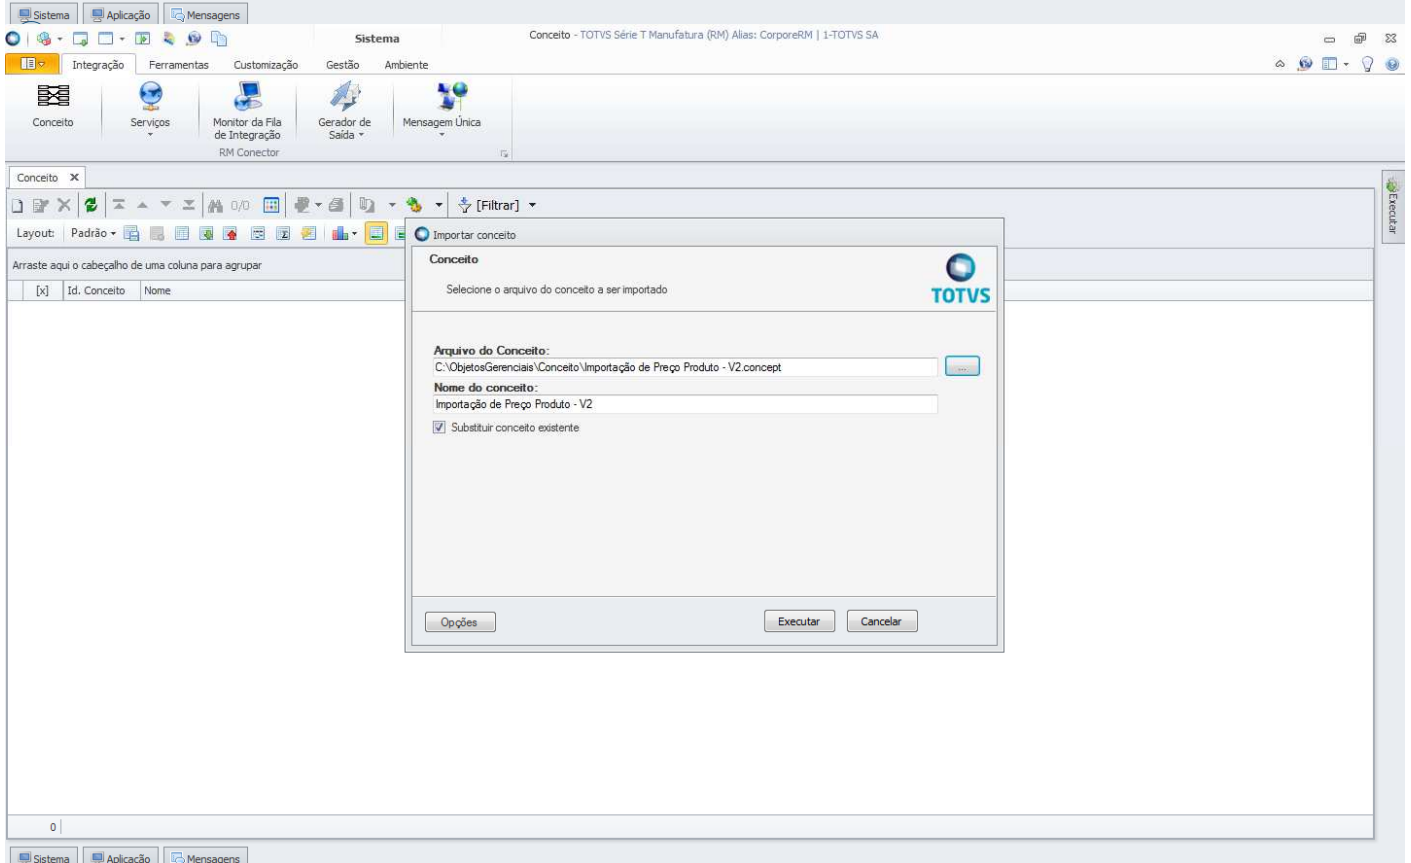 Sistema Aplicação Mensagens
Sistema
Conceito - TOTVS Série T Manufatura (RM) Alias: CorporeRM | 1-TOTVS SA
Integração Ferramentas Customização Gestão Ambiente
Conceito
Serviços
Monitor da Fila
de Integração
Gerador de
Saída
Mensagem Única
RM Conector
Conceito X
0/0 [Filtrar]
Executar
Layout: Padrão
Arraste aqui o cabeçalho de uma coluna para agrupar
[x] Id. Conceito Nome
Importar conceito
Conceito
Selecione o arquivo do conceito a ser importado
TOTVS
Arquivo do Conceito:
C:\ObjetosGerenciais\Conceito\Importação de Preço Produto - V2.concept
...
Nome do conceito:
Importação de Preço Produto - V2
Substituir conceito existente
Opções Executar Cancelar
0
Sistema Aplicação Mensagens